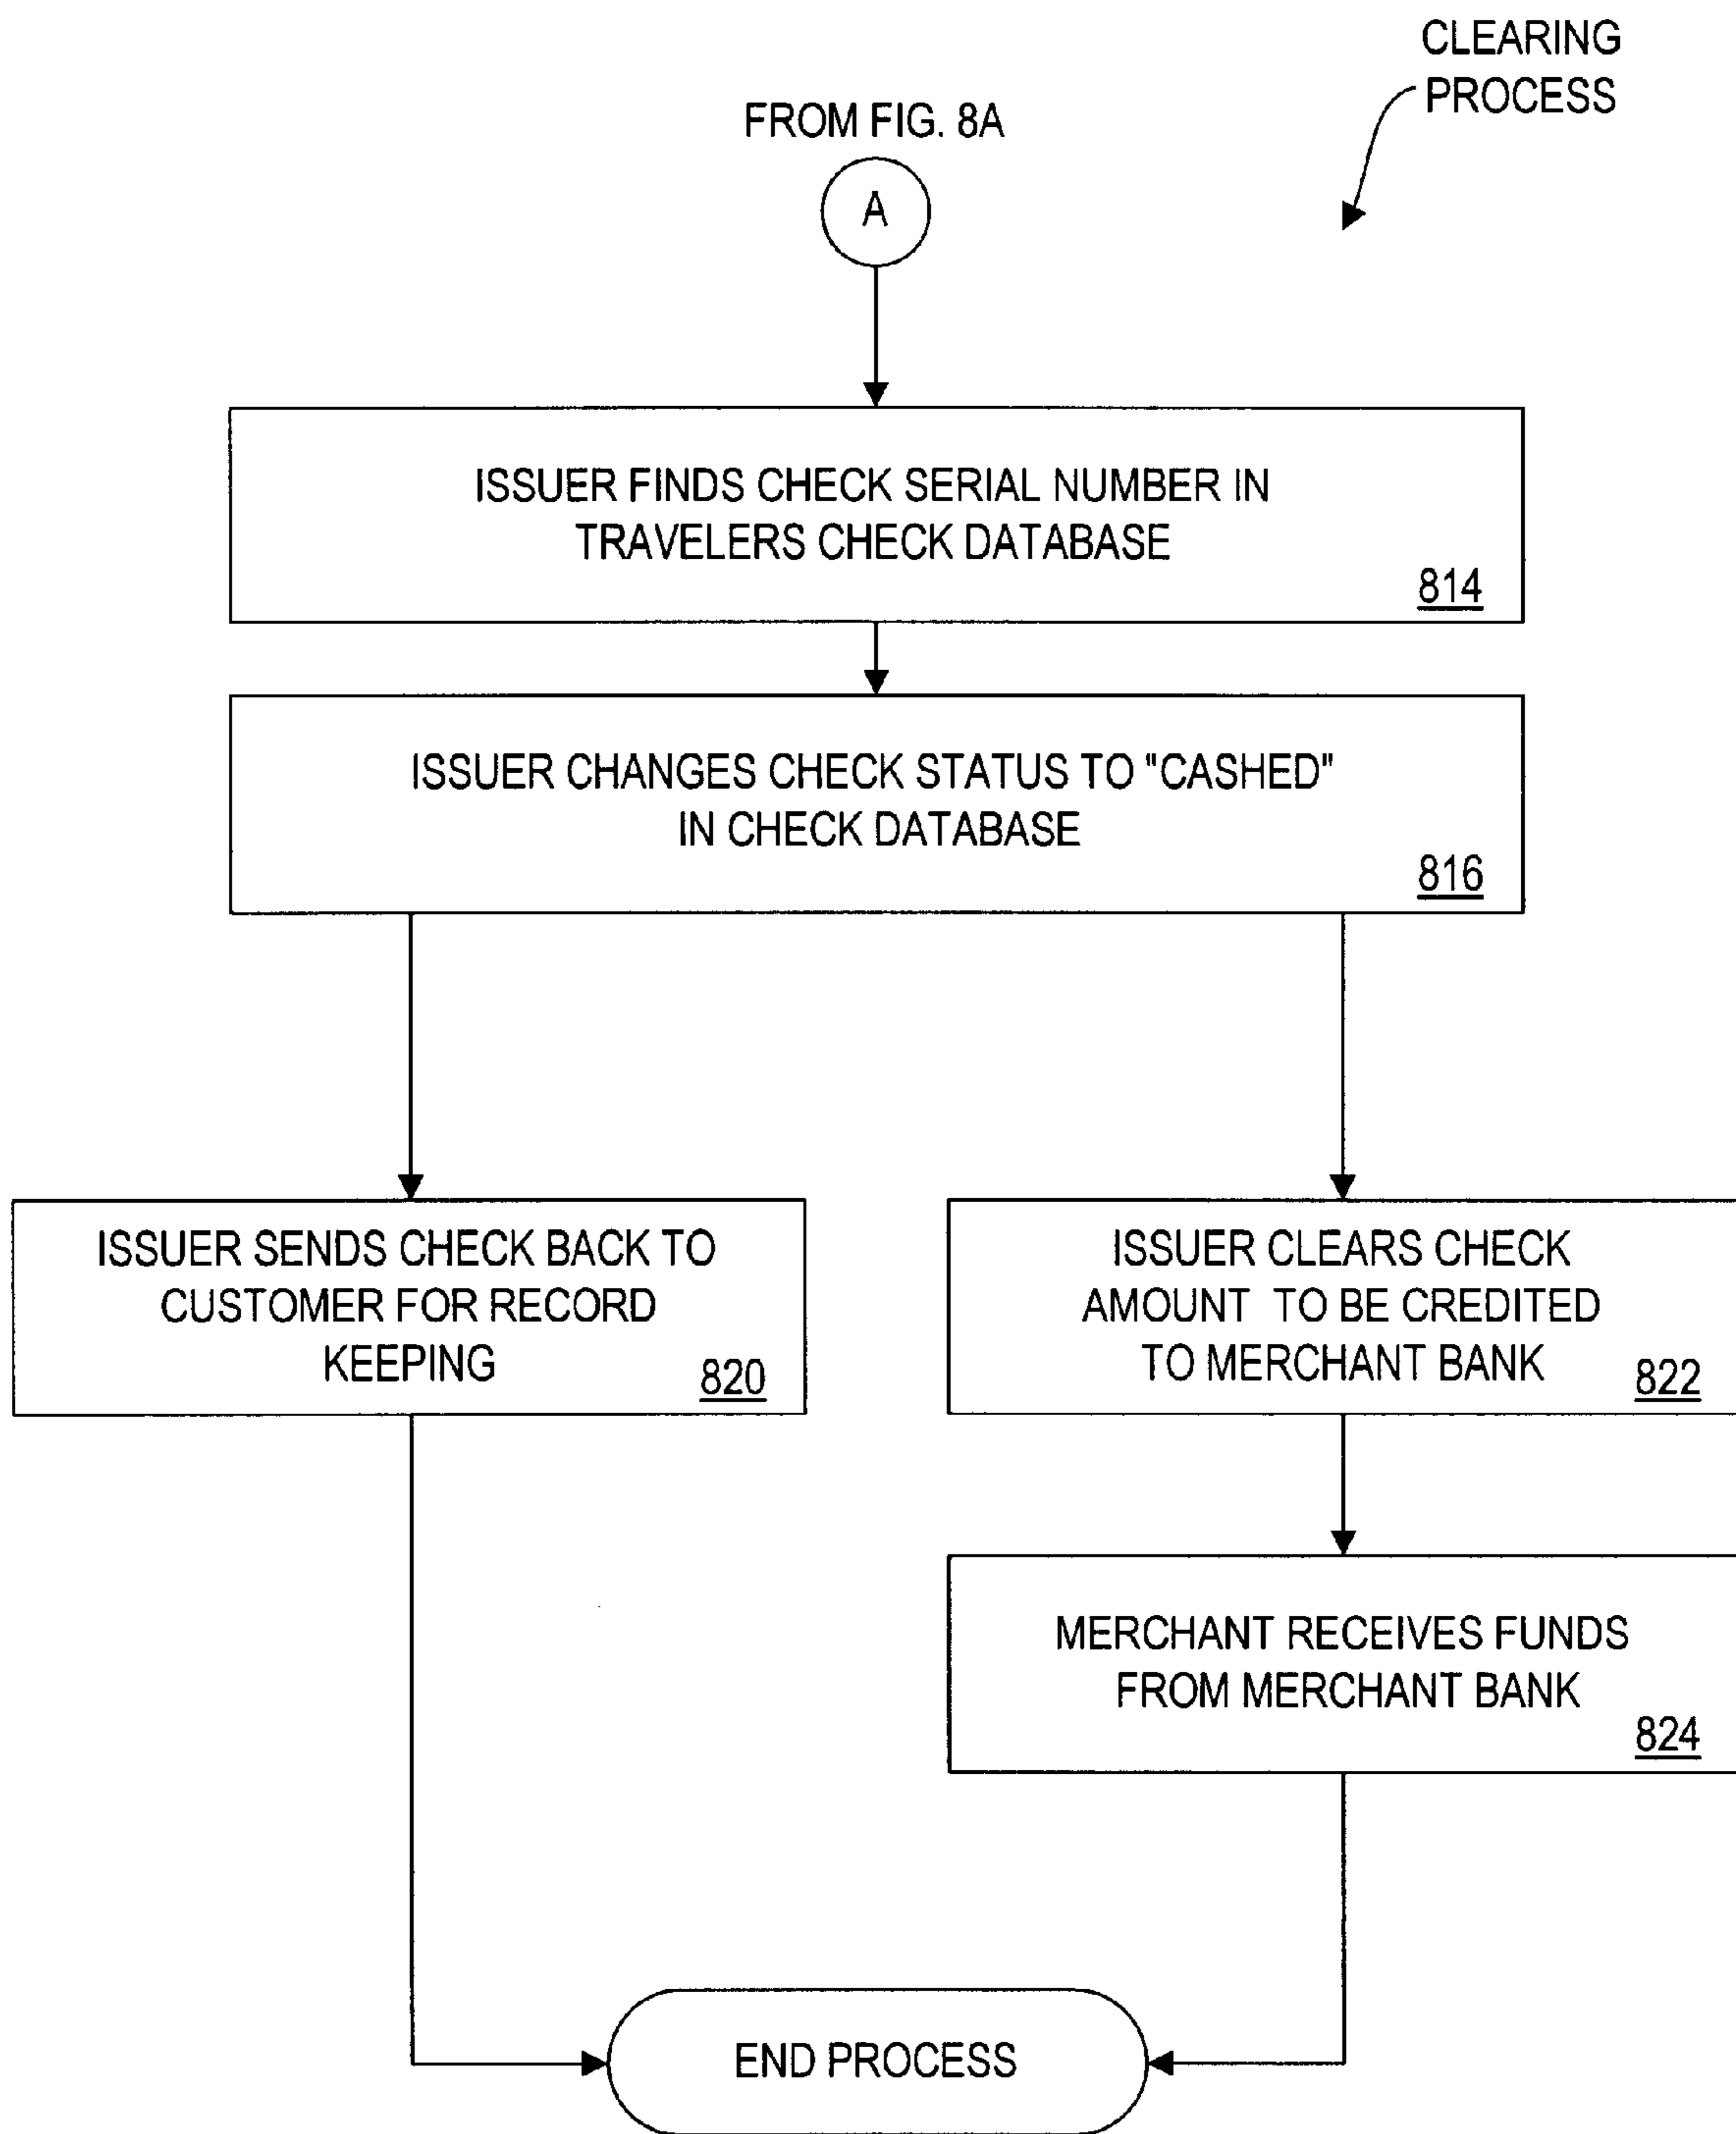 CLEARING
PROCESS
FROM FIG. 8A
A
ISSUER FINDS CHECK SERIAL NUMBER IN
TRAVELERS CHECK DATABASE
814
ISSUER CHANGES CHECK STATUS TO "CASHED"
IN CHECK DATABASE
816
ISSUER SENDS CHECK BACK TO
CUSTOMER FOR RECORD
KEEPING
820
ISSUER CLEARS CHECK
AMOUNT TO BE CREDITED
TO MERCHANT BANK
822
MERCHANT RECEIVES FUNDS
FROM MERCHANT BANK
824
END PROCESS